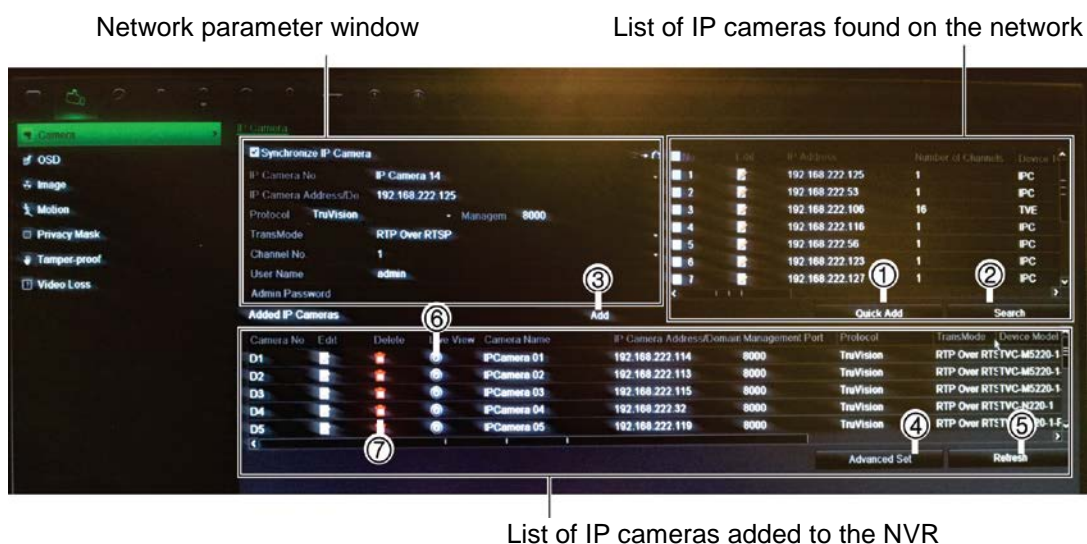 Network parameter window
List of IP cameras found on the network
Camera
IP Camera
OSD
Image
Motion
Privacy Mask
Tamper-proof
Video Loss
Synchronize IP Camera
IP Camera No IP Camera 14
IP Camera Address/Do 192.168.222.125
Protocol TruVision Managem 8000
TransMode RTP Over RTSP
Channel No 1
User Name admin
Admin Password
Edit IP Address Number of Channels Device
1 192.168.222.125 1 IPC
2 192.168.222.53 1 IPC
3 192.168.222.106 16 TVE
4 192.168.222.116 1 IPC
5 192.168.222.56 1 IPC
6 192.168.222.123 1 IPC
7 192.168.222.127 1 IPC
① ②
Quick Add Search
③
Added IP Cameras Add
⑥
Camera No Edit Delete Live View Camera Name IP Camera Address/Domain Management Port Protocol TransMode Device Model
D1 IPCamera 01 192.168.222.114 8000 TruVision RTP Over RTS TVC-M5220-1
D2 IPCamera 02 192.168.222.113 8000 TruVision RTP Over RTS TVC-M5220-1
D3 IPCamera 03 192.168.222.115 8000 TruVision RTP Over RTS TVC-M5220-1
D4 IPCamera 04 192.168.222.32 8000 TruVision RTP Over RTS TVC-N220-1
D5 IPCamera 05 192.168.222.119 8000 TruVision RTP Over RTS
⑦ ④ ⑤
Advanced Set Refresh
List of IP cameras added to the NVR